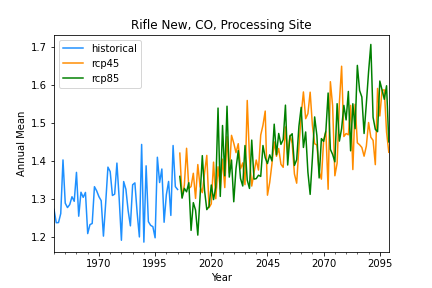 Rifle New, CO, Processing Site
historical
rcp45
rcp85
Annual Mean
1.7
1.6
1.5
1.4
1.3
1.2
1970 1995 2020 2045 2070 2095
Year